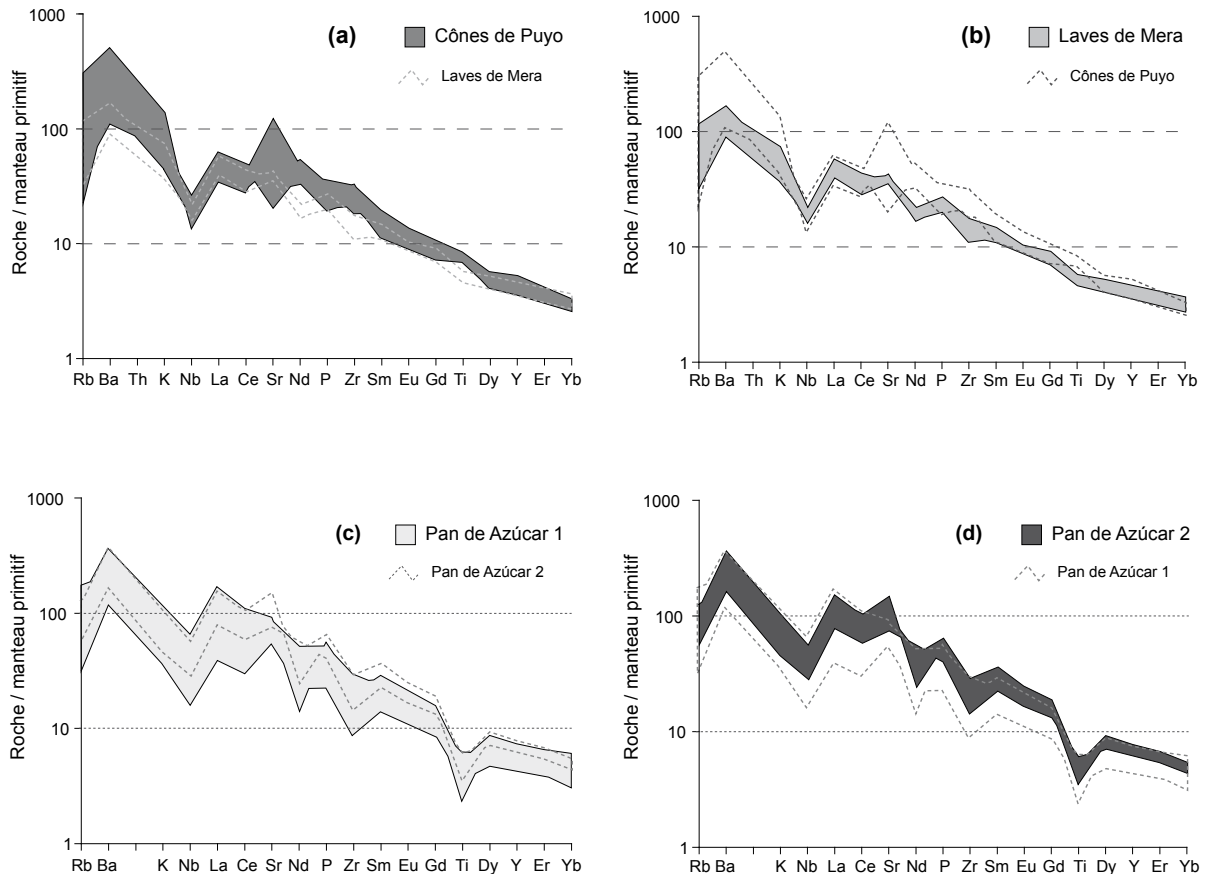 1000
(a)
Cônes de Puyo
Laves de Mera
100
10
1
Roche / manteau primitif
Rb Ba Th K Nb La Ce Sr Nd P Zr Sm Eu Gd Ti Dy Y Er Yb
1000
(b)
Laves de Mera
Cônes de Puyo
100
10
1
Roche / manteau primitif
Rb Ba Th K Nb La Ce Sr Nd P Zr Sm Eu Gd Ti Dy Y Er Yb
1000
(c)
Pan de Azúcar 1
Pan de Azúcar 2
100
10
1
Roche / manteau primitif
Rb Ba K Nb La Ce Sr Nd P Zr Sm Eu Gd Ti Dy Y Er Yb
1000
(d)
Pan de Azúcar 2
Pan de Azúcar 1
100
10
1
Roche / manteau primitif
Rb Ba K Nb La Ce Sr Nd P Zr Sm Eu Gd Ti Dy Y Er Yb